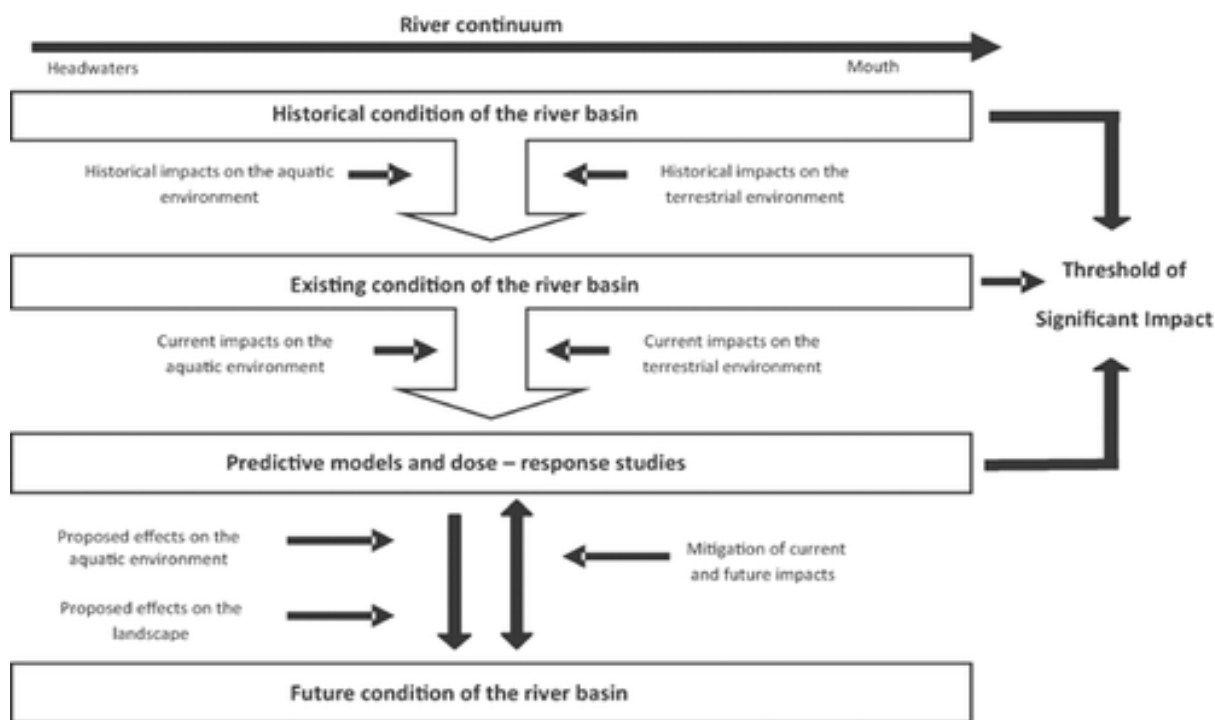 River continuum
Headwaters
Mouth
Historical condition of the river basin
Historical impacts on the aquatic
environment
Historical impacts on the
terrestrial environment
Existing condition of the river basin
Threshold of
Significant Impact
Current impacts on the
aquatic environment
Current impacts on the
terrestrial environment
Predictive models and dose – response studies
Proposed effects on the
aquatic environment
Mitigation of current
and future impacts
Proposed effects on the
landscape
Future condition of the river basin